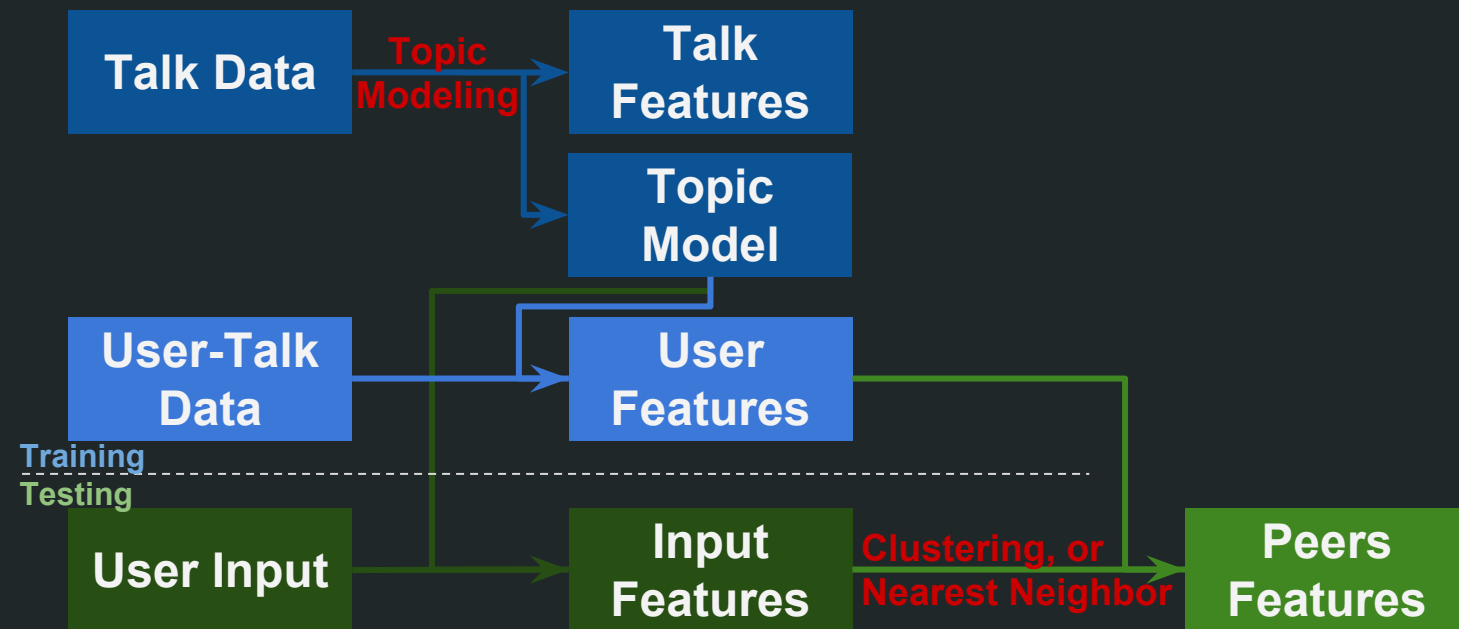 Talk Data
Topic
Modeling
Talk
Features
Topic
Model
User-Talk
Data
User
Features
Training
Testing
User Input
Input
Features
Clustering, or
Nearest Neighbor
Peers
Features